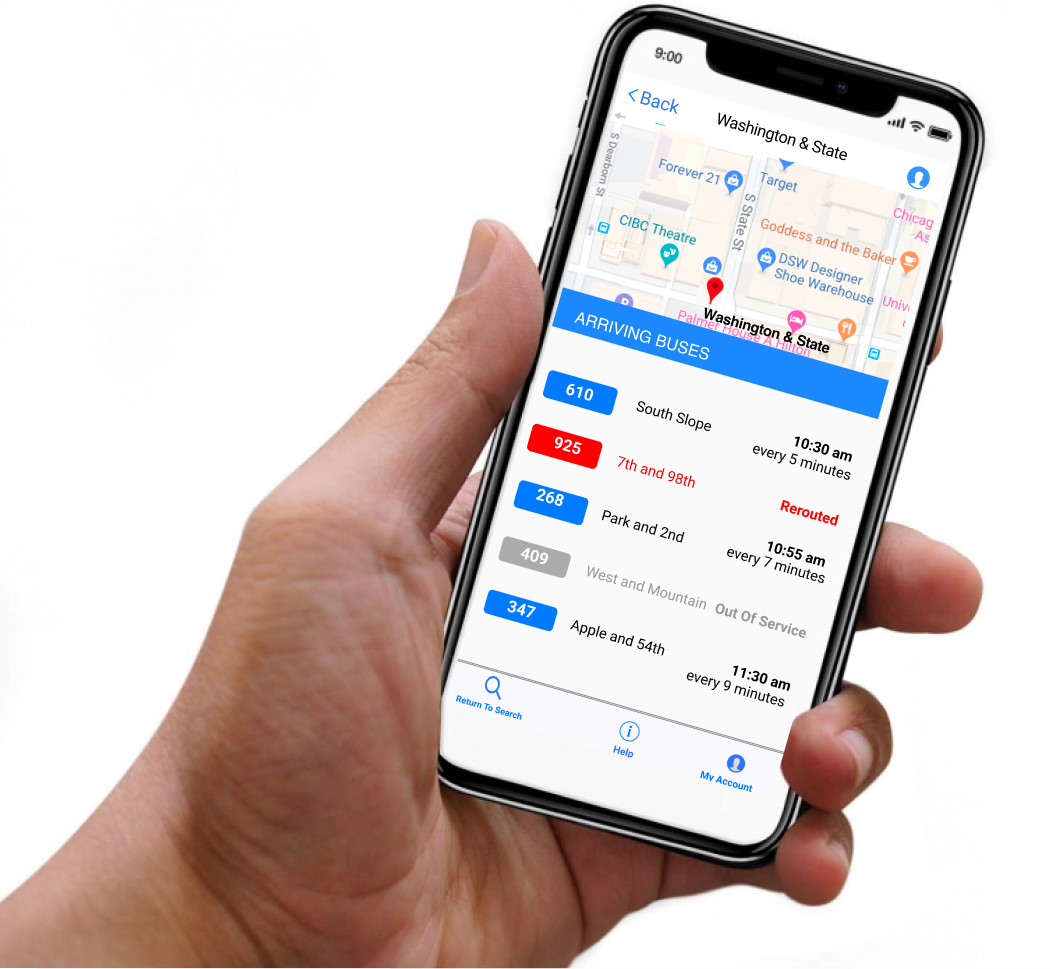 9:00
Back
Washington & State
S Dearborn St
Forever 21
Target
S State St
Chicag
As
CIBC Theatre
Goddess and the Baker
DSW Designer
Shoe Warehouse
Univ
P
Palmer House A Hilton
Washington & State
ARRIVING BUSES
610
South Slope
10:30 am
every 5 minutes
925
7th and 98th
Rerouted
268
Park and 2nd
10:55 am
every 7 minutes
409
West and Mountain
Out Of Service
347
Apple and 54th
11:30 am
every 9 minutes
Return To Search
Help
My Account